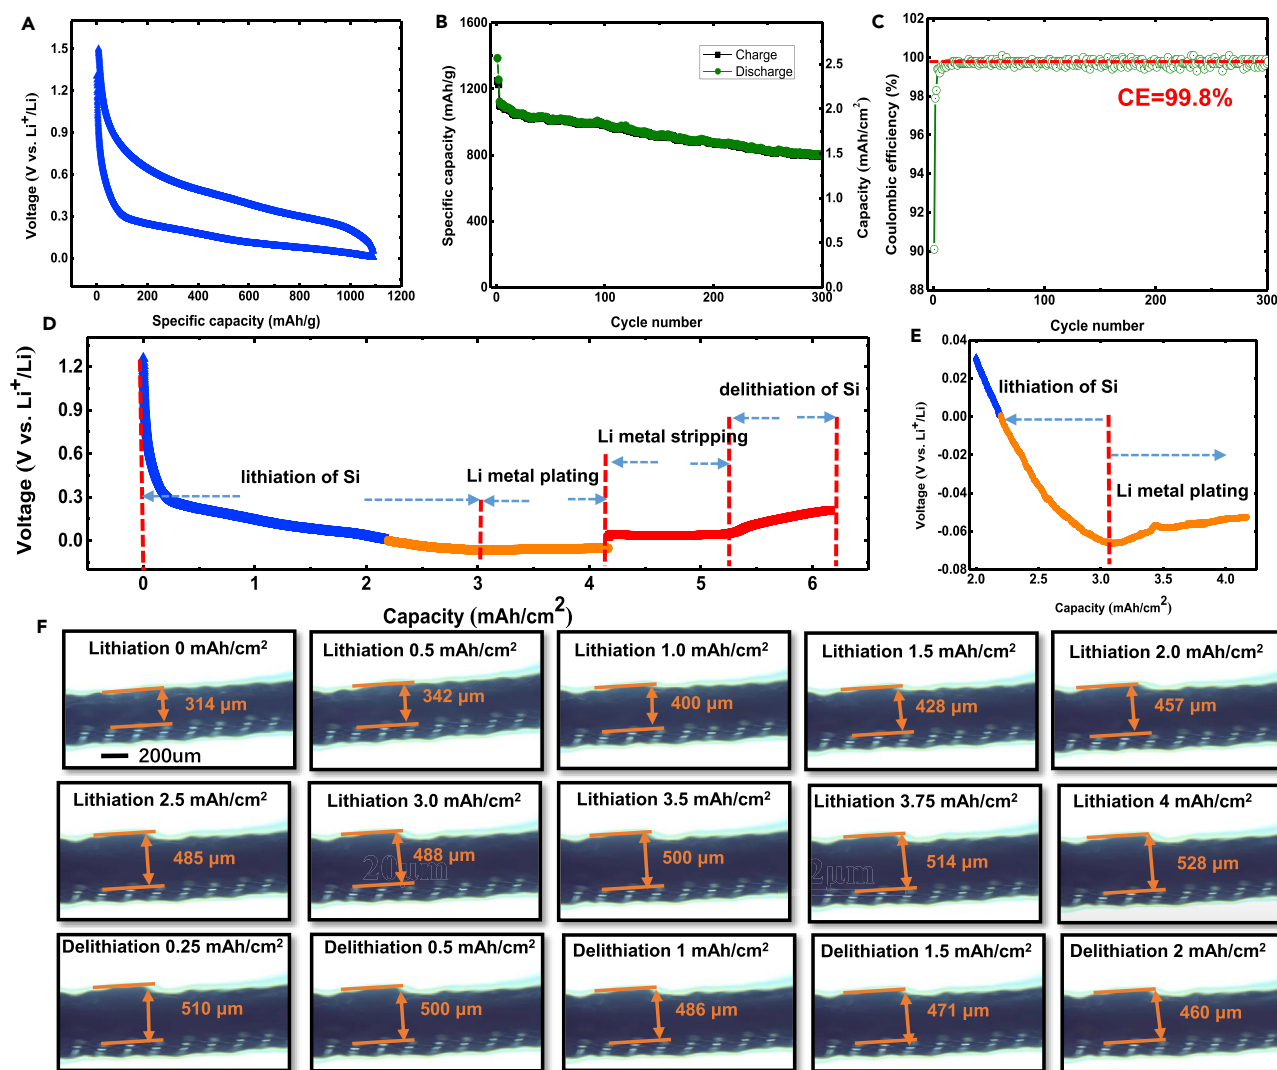 A
Voltage (V vs. Li+/Li)
1.5
1.2
0.9
0.6
0.3
0.0
0 200 400 600 800 1000 1200
Specific capacity (mAh/g)
B
Specific capacity (mAh/g)
1600
1200
800
400
0
Charge
Discharge
2.5
2.0
1.5
1.0
0.5
0.0
Capacity (mAh/cm2)
0 100 200 300
Cycle number
C
Coulombic efficiency (%)
102
100
98
96
94
92
90
88
CE=99.8%
0 100 200 300
Cycle number
D
Voltage (V vs. Li+/Li)
1.2
0.9
0.6
0.3
0.0
lithiation of Si
Li metal plating
Li metal stripping
delithiation of Si
0 1 2 3 4 5 6
Capacity (mAh/cm2)
E
Voltage (V vs. Li+/Li)
0.04
0.02
0.00
-0.02
-0.04
-0.06
-0.08
lithiation of Si
Li metal plating
2.0 2.5 3.0 3.5 4.0
Capacity (mAh/cm2)
F
Lithiation 0 mAh/cm2
314 μm
200um
Lithiation 0.5 mAh/cm2
342 μm
Lithiation 1.0 mAh/cm2
400 μm
Lithiation 1.5 mAh/cm2
428 μm
Lithiation 2.0 mAh/cm2
457 μm
Lithiation 2.5 mAh/cm2
485 μm
Lithiation 3.0 mAh/cm2
488 μm
20μm
Lithiation 3.5 mAh/cm2
500 μm
Lithiation 3.75 mAh/cm2
514 μm
2μm
Lithiation 4 mAh/cm2
528 μm
Delithiation 0.25 mAh/cm2
510 μm
Delithiation 0.5 mAh/cm2
500 μm
Delithiation 1 mAh/cm2
486 μm
Delithiation 1.5 mAh/cm2
471 μm
Delithiation 2 mAh/cm2
460 μm